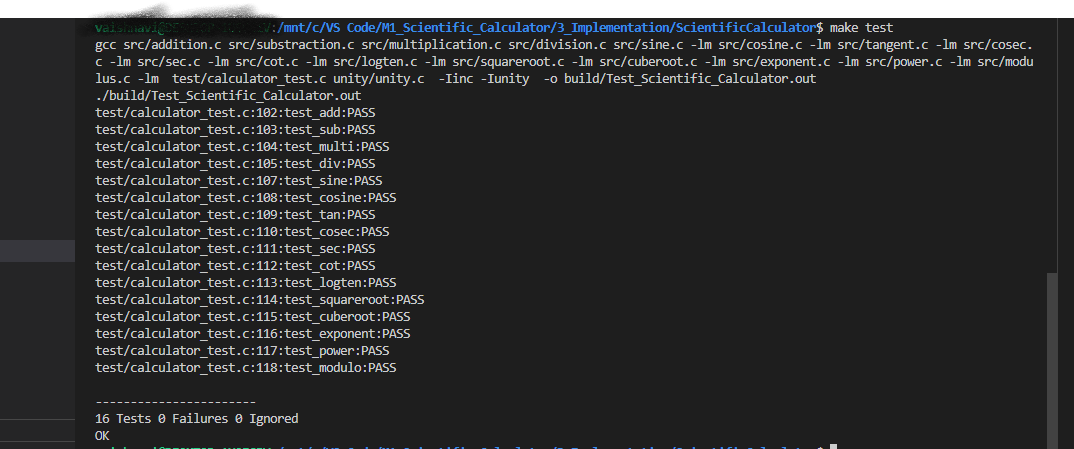 :/mnt/c/VS Code/M1_Scientific_Calculator/3_Implementation/ScientificCalculator$ make test
gcc src/addition.c src/substraction.c src/multiplication.c src/division.c src/sine.c -lm src/cosine.c -lm src/tangent.c -lm src/cosec.
c -lm src/sec.c -lm src/cot.c -lm src/logten.c -lm src/squareroot.c -lm src/cuberoot.c -lm src/exponent.c -lm src/power.c -lm src/modu
lus.c -lm  test/calculator_test.c unity/unity.c  -Iinc -Iunity  -o build/Test_Scientific_Calculator.out
./build/Test_Scientific_Calculator.out
test/calculator_test.c:102:test_add:PASS
test/calculator_test.c:103:test_sub:PASS
test/calculator_test.c:104:test_multi:PASS
test/calculator_test.c:105:test_div:PASS
test/calculator_test.c:107:test_sine:PASS
test/calculator_test.c:108:test_cosine:PASS
test/calculator_test.c:109:test_tan:PASS
test/calculator_test.c:110:test_cosec:PASS
test/calculator_test.c:111:test_sec:PASS
test/calculator_test.c:112:test_cot:PASS
test/calculator_test.c:113:test_logten:PASS
test/calculator_test.c:114:test_squareroot:PASS
test/calculator_test.c:115:test_cuberoot:PASS
test/calculator_test.c:116:test_exponent:PASS
test/calculator_test.c:117:test_power:PASS
test/calculator_test.c:118:test_modulo:PASS
-----------------------
16 Tests 0 Failures 0 Ignored
OK